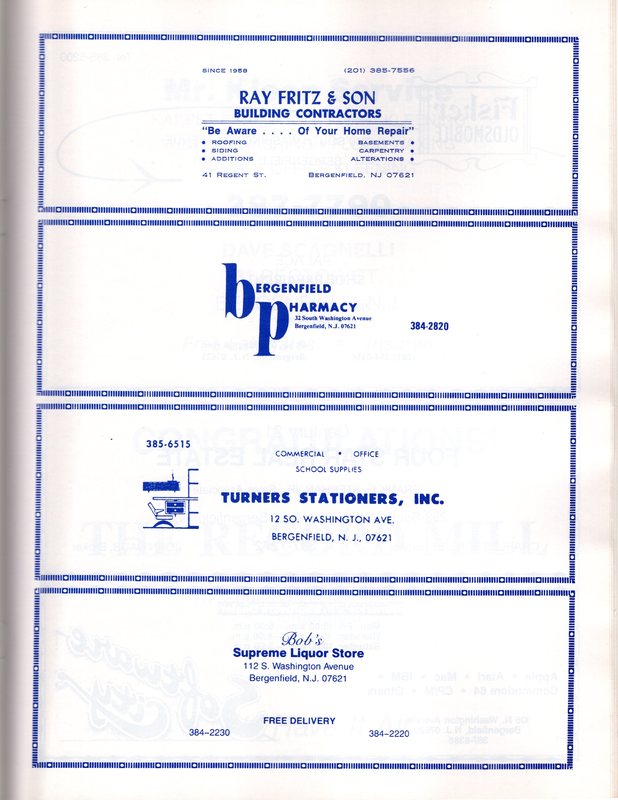 SINCE 1958 (201) 385-7556
RAY FRITZ & SON
BUILDING CONTRACTORS
"Be Aware . . . . Of Your Home Repair"
• ROOFING BASEMENTS •
• SIDING CARPENTRY •
• ADDITIONS ALTERATIONS •
41 REGENT ST. BERGENFIELD, NJ 07621
bERGENFIELD
pHARMACY
32 South Washington Avenue
Bergenfield, N.J. 07621
384-2820
385-6515
COMMERCIAL • OFFICE
SCHOOL SUPPLIES
TURNERS STATIONERS, INC.
12 SO. WASHINGTON AVE.
BERGENFIELD, N. J., 07621
Bob's
Supreme Liquor Store
112 S. Washington Avenue
Bergenfield, N.J. 07621
FREE DELIVERY
384-2230 384-2220